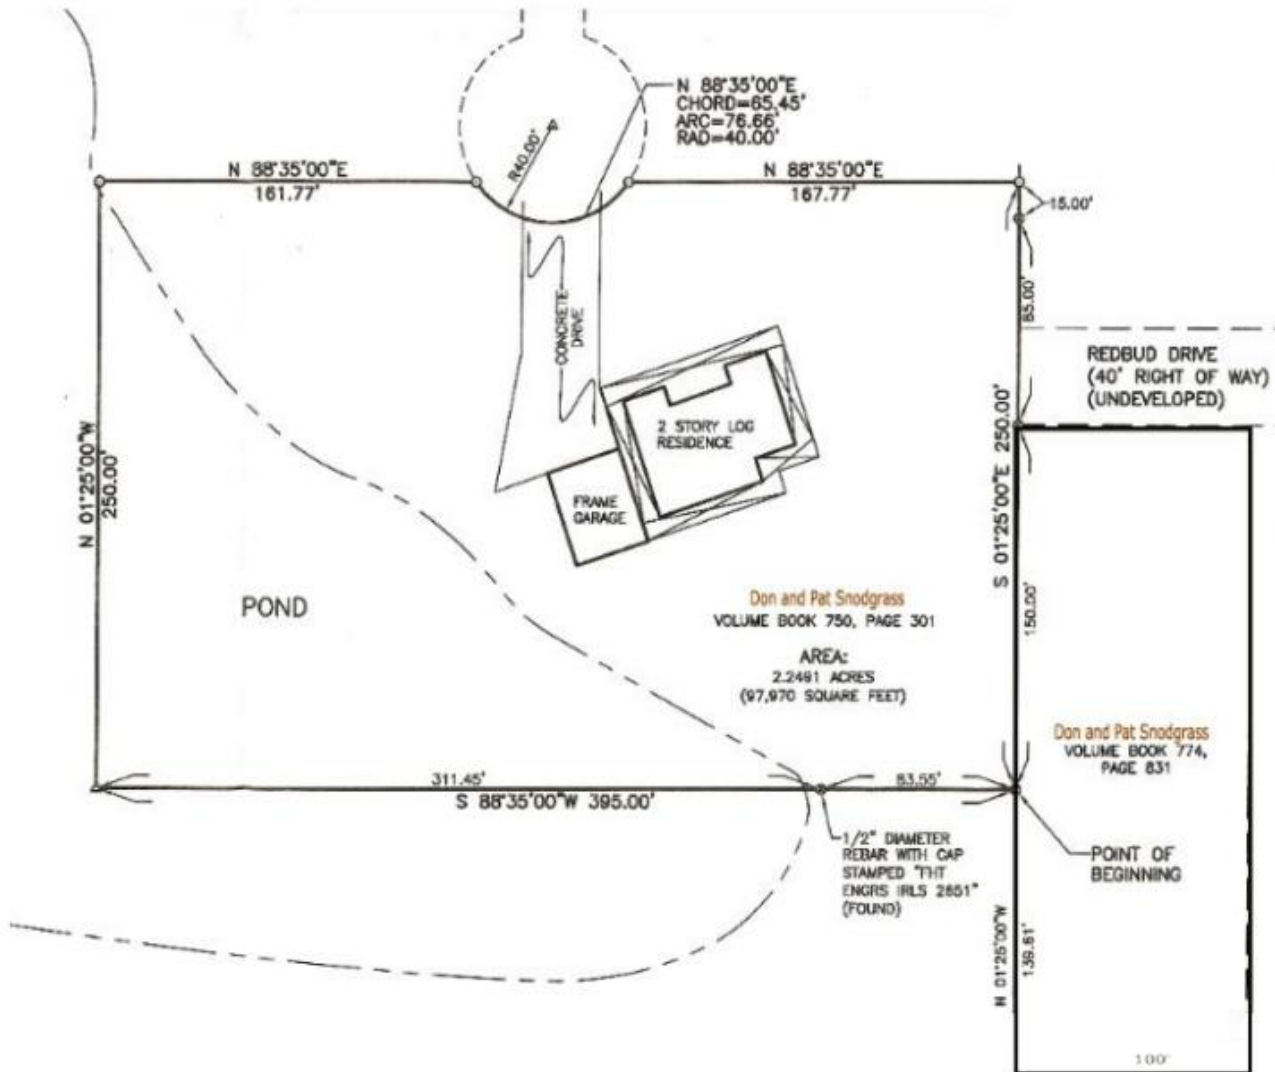 N 88°35'00"E
CHORD=65.45'
ARC=76.66'
RAD=40.00'
R40.00'
N 88°35'00"E
161.77'
N 88°35'00"E
167.77'
15.00'
85.00'
CONCRETE
DRIVE
REDBUD DRIVE
(40' RIGHT OF WAY)
(UNDEVELOPED)
2 STORY LOG
RESIDENCE
FRAME
GARAGE
N 01°25'00"W
250.00'
S 01°25'00"E 250.00'
150.00'
POND
Don and Pat Snodgrass
VOLUME BOOK 750, PAGE 301
AREA:
2.2491 ACRES
(97,970 SQUARE FEET)
Don and Pat Snodgrass
VOLUME BOOK 774,
PAGE 831
311.45'
83.55'
S 88°35'00"W 395.00'
1/2" DIAMETER
REBAR WITH CAP
STAMPED "FHT
ENGRS IRLS 2651"
(FOUND)
POINT OF
BEGINNING
N 01°25'00"W
139.61'
100'